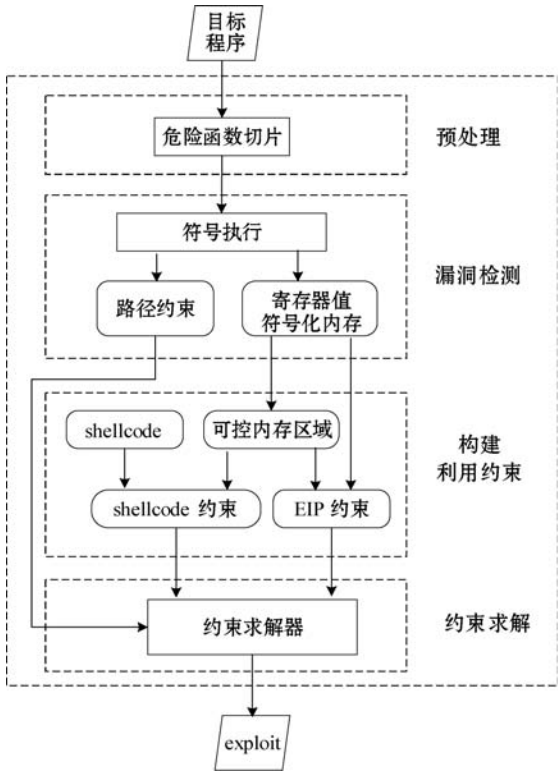 目标
程序
危险函数切片
预处理
符号执行
漏洞检测
路径约束
寄存器值
符号化内存
shellcode
可控内存区域
构建
利用约束
shellcode 约束
EIP 约束
约束求解器
约束求解
exploit